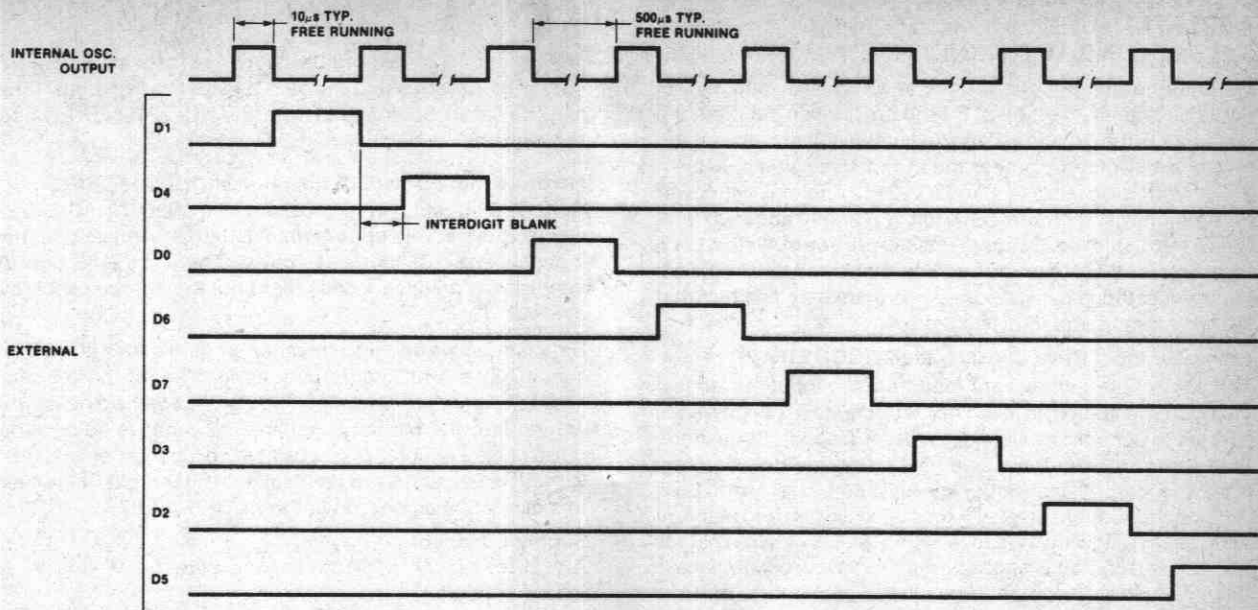 10μs TYP.
FREE RUNNING
500μs TYP.
FREE RUNNING
INTERNAL OSC.
OUTPUT
D1
D4
INTERDIGIT BLANK
D0
D6
EXTERNAL
D7
D3
D2
D5